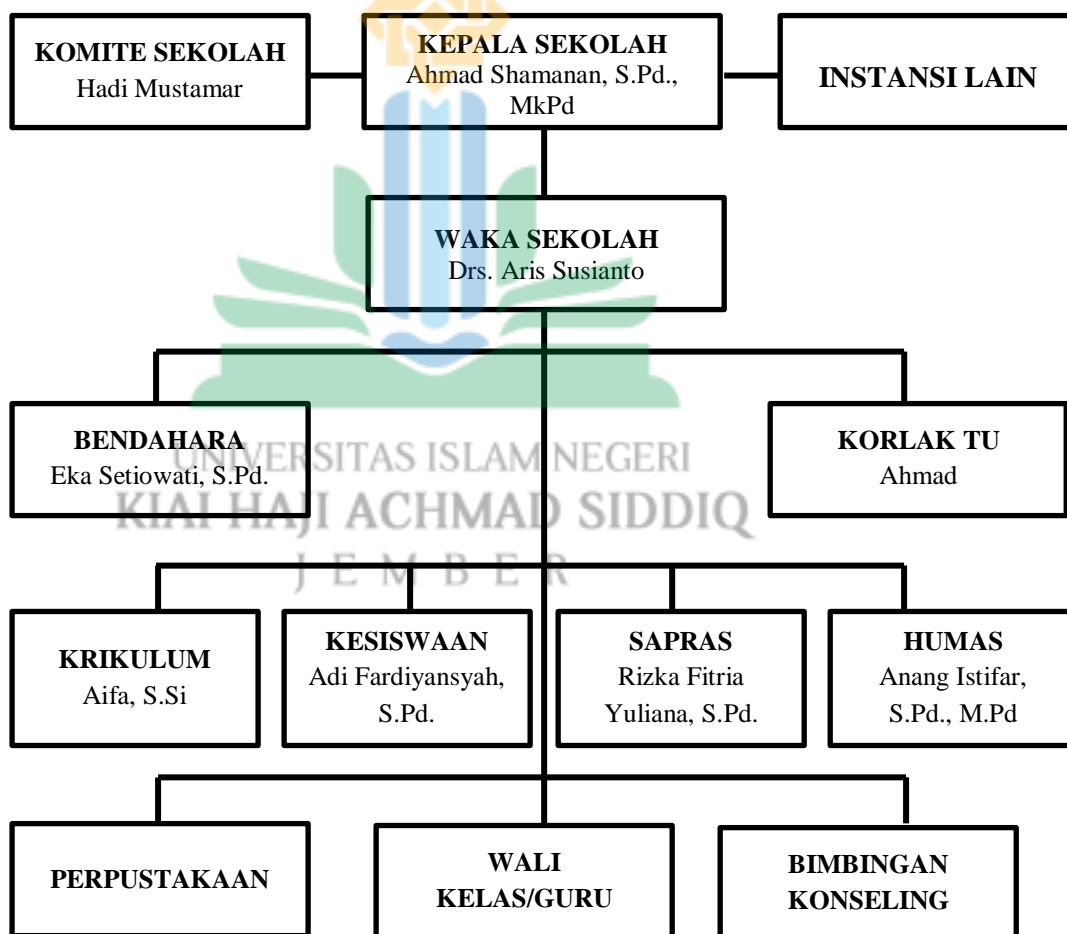 KOMITE SEKOLAH
Hadi Mustamar
KEPALA SEKOLAH
Ahmad Shamanan, S.Pd.,
MkPd
INSTANSI LAIN
WAKA SEKOLAH
Drs. Aris Susianto
BENDAHARA
Eka Setiowati, S.Pd.
KORLAK TU
Ahmad
UNIVERSITAS ISLAM NEGERI
KIAI HAJI ACHMAD SIDDIQ
JEMBER
KRIKULUM
Aifa, S.Si
KESISWAAN
Adi Fardiyansyah,
S.Pd.
SAPRAS
Rizka Fitria
Yuliana, S.Pd.
HUMAS
Anang Istifar,
S.Pd., M.Pd
PERPUSTAKAAN
WALI
KELAS/GURU
BIMBINGAN
KONSELING